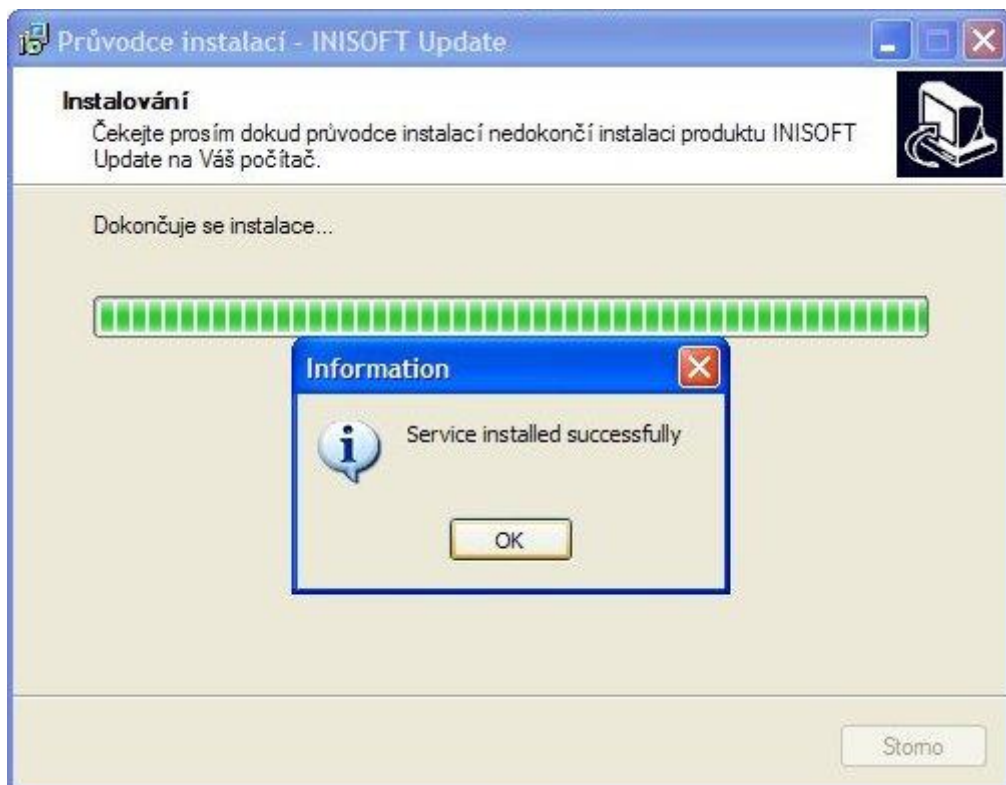 Průvodce instalací - INISOFT Update
Instalování
Čekejte prosím dokud průvodce instalací nedokončí instalaci produktu INISOFT
Update na Váš počítač.
Dokončuje se instalace...
Information
Service installed successfully
OK
Storno